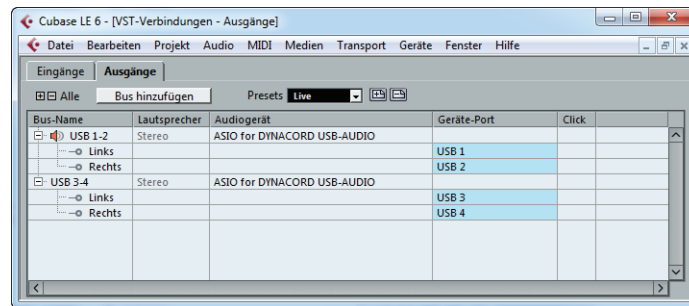 Cubase LE 6 - [VST-Verbindungen - Ausgänge]
Datei Bearbeiten Projekt Audio MIDI Medien Transport Geräte Fenster Hilfe
Eingänge Ausgänge
Alle Bus hinzufügen Presets Live
Bus-Name Lautsprecher Audiogerät Geräte-Port Click
USB 1-2 Stereo ASIO for DYNACORD USB-AUDIO
Links USB 1
Rechts USB 2
USB 3-4 Stereo ASIO for DYNACORD USB-AUDIO
Links USB 3
Rechts USB 4